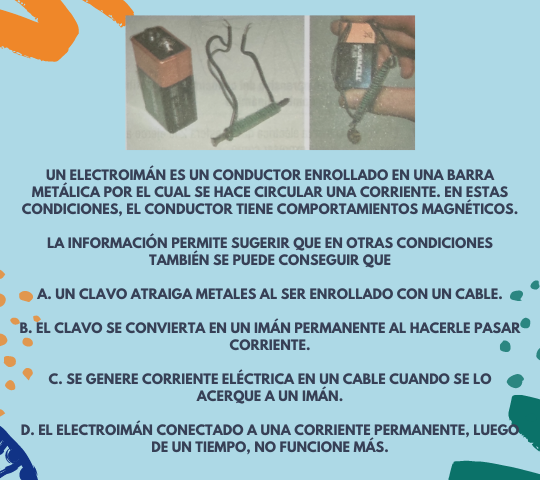 DURACELL
UN ELECTROIMÁN ES UN CONDUCTOR ENROLLADO EN UNA BARRA
METÁLICA POR EL CUAL SE HACE CIRCULAR UNA CORRIENTE. EN ESTAS
CONDICIONES, EL CONDUCTOR TIENE COMPORTAMIENTOS MAGNÉTICOS.
LA INFORMACIÓN PERMITE SUGERIR QUE EN OTRAS CONDICIONES
TAMBIÉN SE PUEDE CONSEGUIR QUE
A. UN CLAVO ATRAIGA METALES AL SER ENROLLADO CON UN CABLE.
B. EL CLAVO SE CONVIERTA EN UN IMÁN PERMANENTE AL HACERLE PASAR
CORRIENTE.
C. SE GENERE CORRIENTE ELÉCTRICA EN UN CABLE CUANDO SE LO
ACERQUE A UN IMÁN.
D. EL ELECTROIMÁN CONECTADO A UNA CORRIENTE PERMANENTE, LUEGO
DE UN TIEMPO, NO FUNCIONE MÁS.